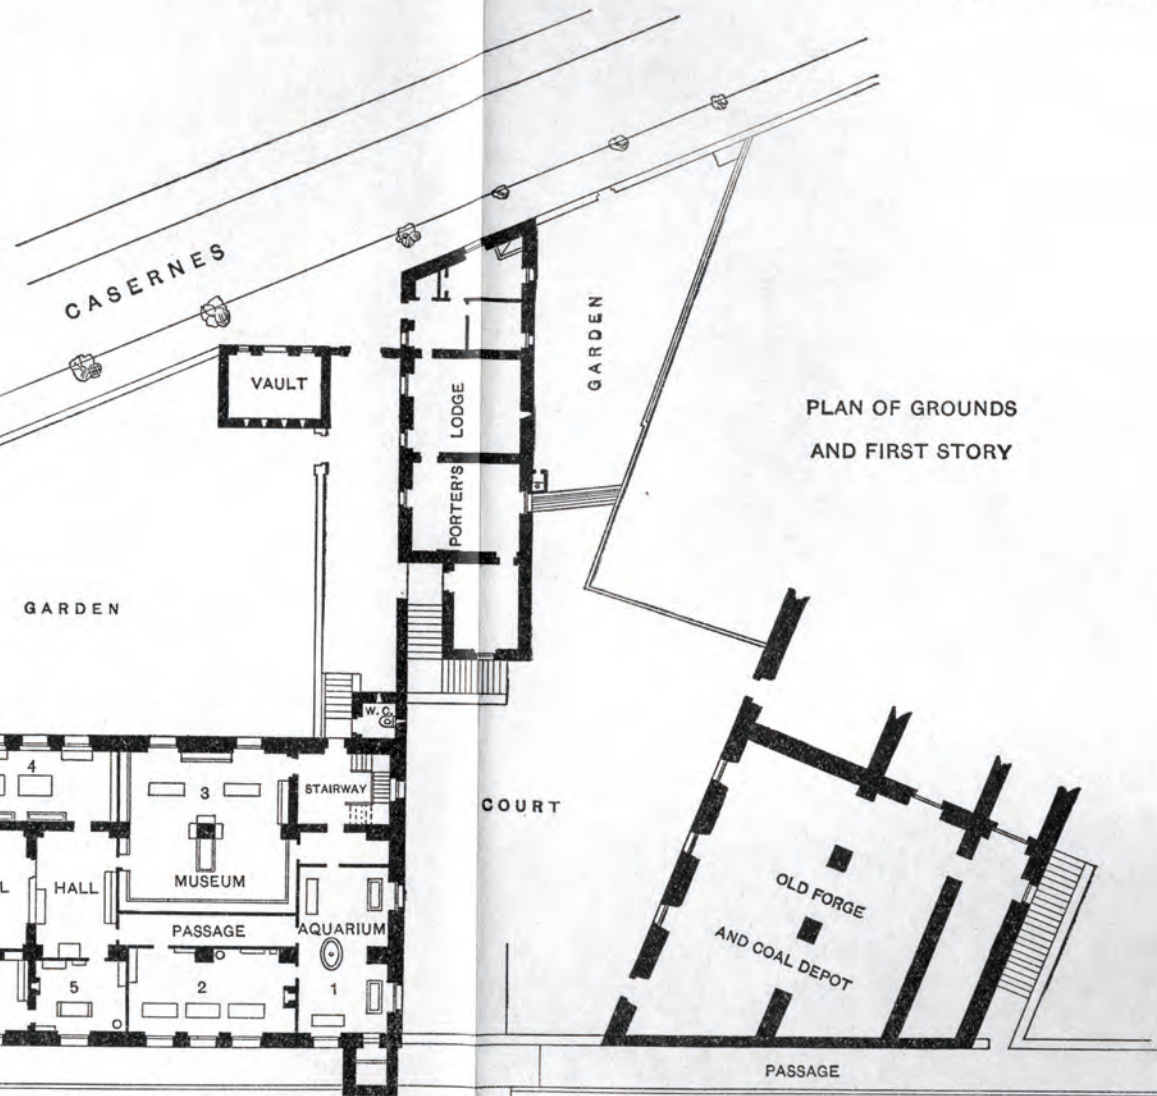 CASERNES
VAULT
PORTER'S LODGE
GARDEN
PLAN OF GROUNDS
AND FIRST STORY
GARDEN
W.C.
4
3
STAIRWAY
COURT
L
HALL
MUSEUM
OLD FORGE
AND COAL DEPOT
PASSAGE
AQUARIUM
5
2
1
PASSAGE